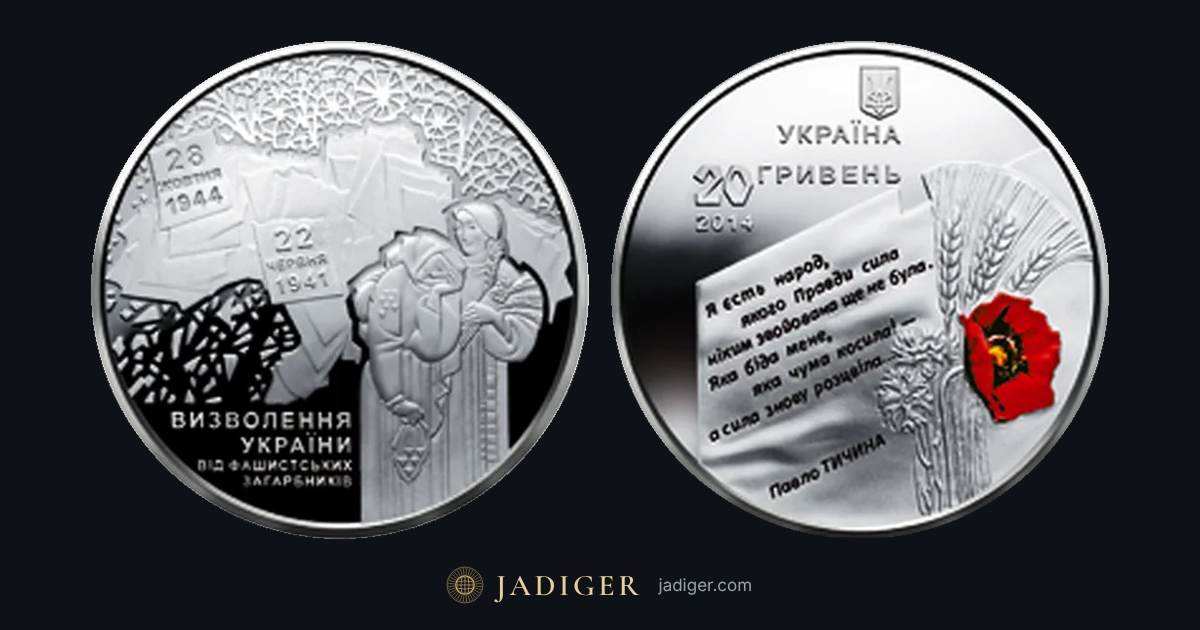 28
ЖОВТНЯ
1944
22
ЧЕРВНЯ
1941
ВИЗВОЛЕННЯ
УКРАЇНИ
ВІД ФАШИСТСЬКИХ
ЗАГАРБНИКІВ
УКРАЇНА
20 ГРИВЕНЬ
2014
Я єсть народ,
якого Правди сила
ніким звойована ще не була.
Яка біда мене,
яка чума косила! —
а сила знову розцвіла...
Павло ТИЧИНА
JADIGER jadiger.com